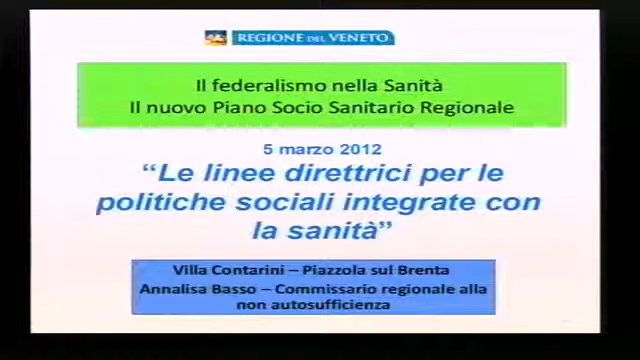 REGIONE DEL VENETO
Il federalismo nella Sanità
Il nuovo Piano Socio Sanitario Regionale
5 marzo 2012
“Le linee direttrici per le
politiche sociali integrate con
la sanità”
Villa Contarini – Piazzola sul Brenta
Annalisa Basso – Commissario regionale alla
non autosufficienza